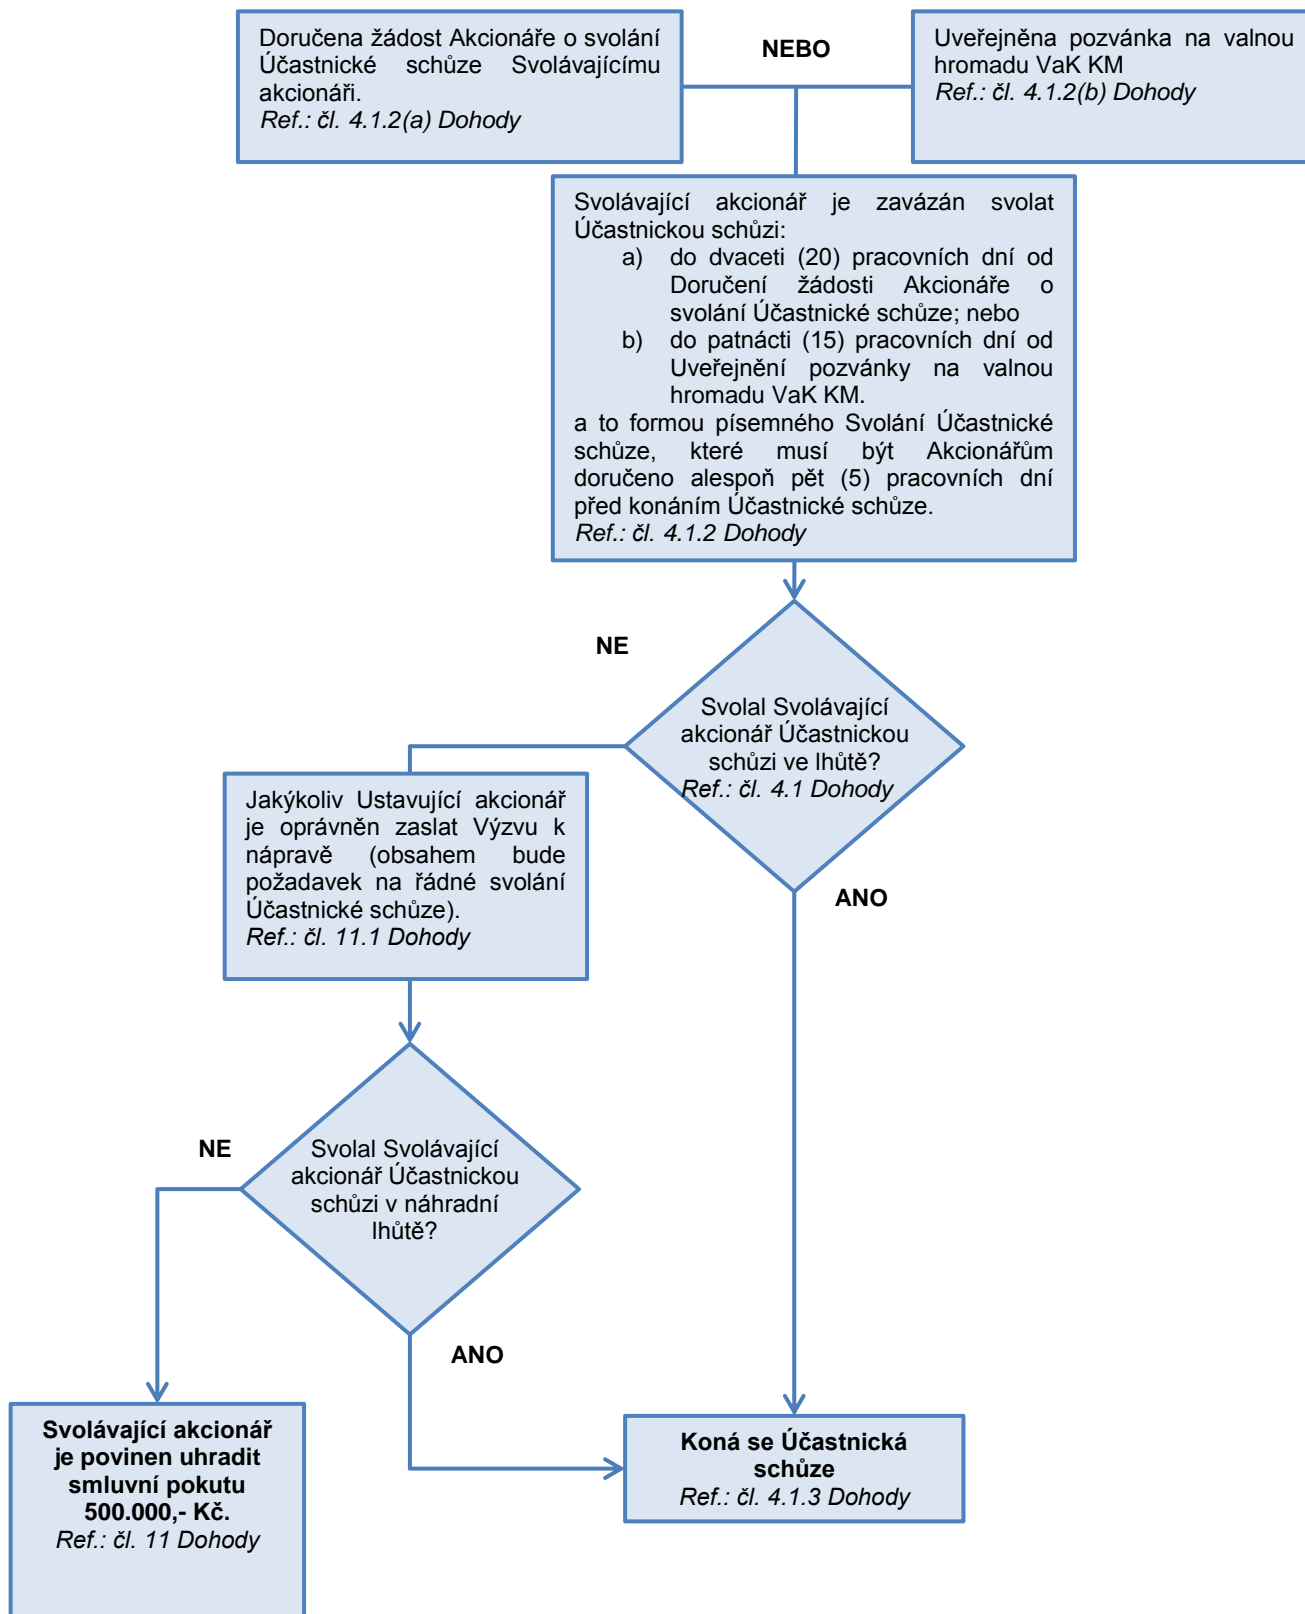 Doručena žádost Akcionáře o svolání
Účastnické schůze Svolávajícímu
akcionáři.
Ref.: čl. 4.1.2(a) Dohody
NEBO
Uveřejněna pozvánka na valnou
hromadu VaK KM
Ref.: čl. 4.1.2(b) Dohody
Svolávající akcionář je zavázán svolat
Účastnickou schůzi:
a) do dvaceti (20) pracovních dní od
Doručení žádosti Akcionáře o
svolání Účastnické schůze; nebo
b) do patnácti (15) pracovních dní od
Uveřejnění pozvánky na valnou
hromadu VaK KM.
a to formou písemného Svolání Účastnické
schůze, které musí být Akcionářům
doručeno alespoň pět (5) pracovních dní
před konáním Účastnické schůze.
Ref.: čl. 4.1.2 Dohody
NE
Svolal Svolávající
akcionář Účastnickou
schůzi ve lhůtě?
Ref.: čl. 4.1 Dohody
Jakýkoliv Ustavující akcionář
je oprávněn zaslat Výzvu k
nápravě (obsahem bude
požadavek na řádné svolání
Účastnické schůze).
Ref.: čl. 11.1 Dohody
ANO
NE
Svolal Svolávající
akcionář Účastnickou
schůzi v náhradní
lhůtě?
ANO
Svolávající akcionář
je povinen uhradit
smluvní pokutu
500.000,- Kč.
Ref.: čl. 11 Dohody
Koná se Účastnická
schůze
Ref.: čl. 4.1.3 Dohody